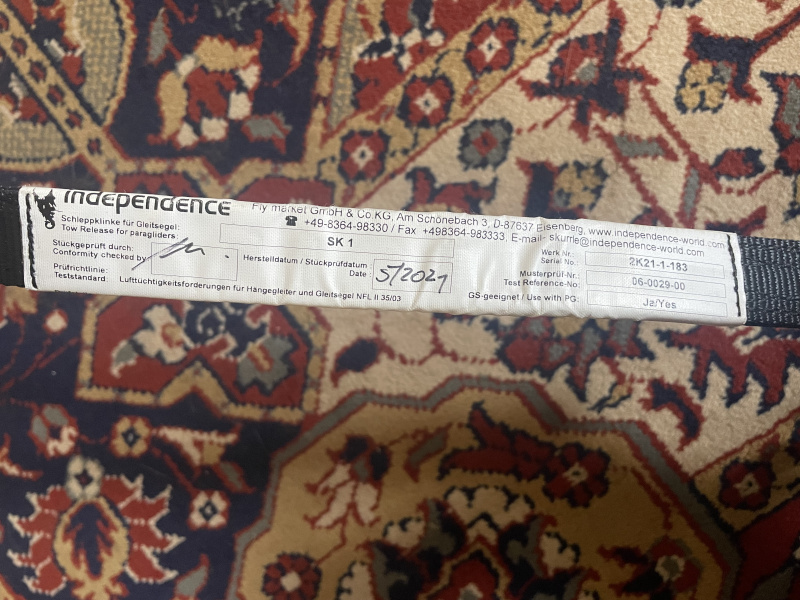 INDEPENDENCE
Fly market GmbH & Co KG, Am Schönebach 3, D-87637 Eisenberg, www.independence-world.com
☎ +49-8364-98330 / Fax +498364-983333, E-mail- skurrie@independence-world.com
Schleppklinke für Gleitsegel:
Tow Release for paragliders:
SK 1
Werk Nr.:
Serial No.:
2K21-1-183
Stückgeprüft durch:
Conformity checked by
Herstelldatum / Stückprüfdatum
Date :
5/2021
Musterprüf-Nr.:
Test Reference-No:
06-0029-00
Prüfrichtlinie:
Teststandard:
Lufttüchtigkeitsforderungen für Hängegleiter und Gleitsegel NFL II 35/03
GS-geeignet / Use with PG:
Ja/Yes